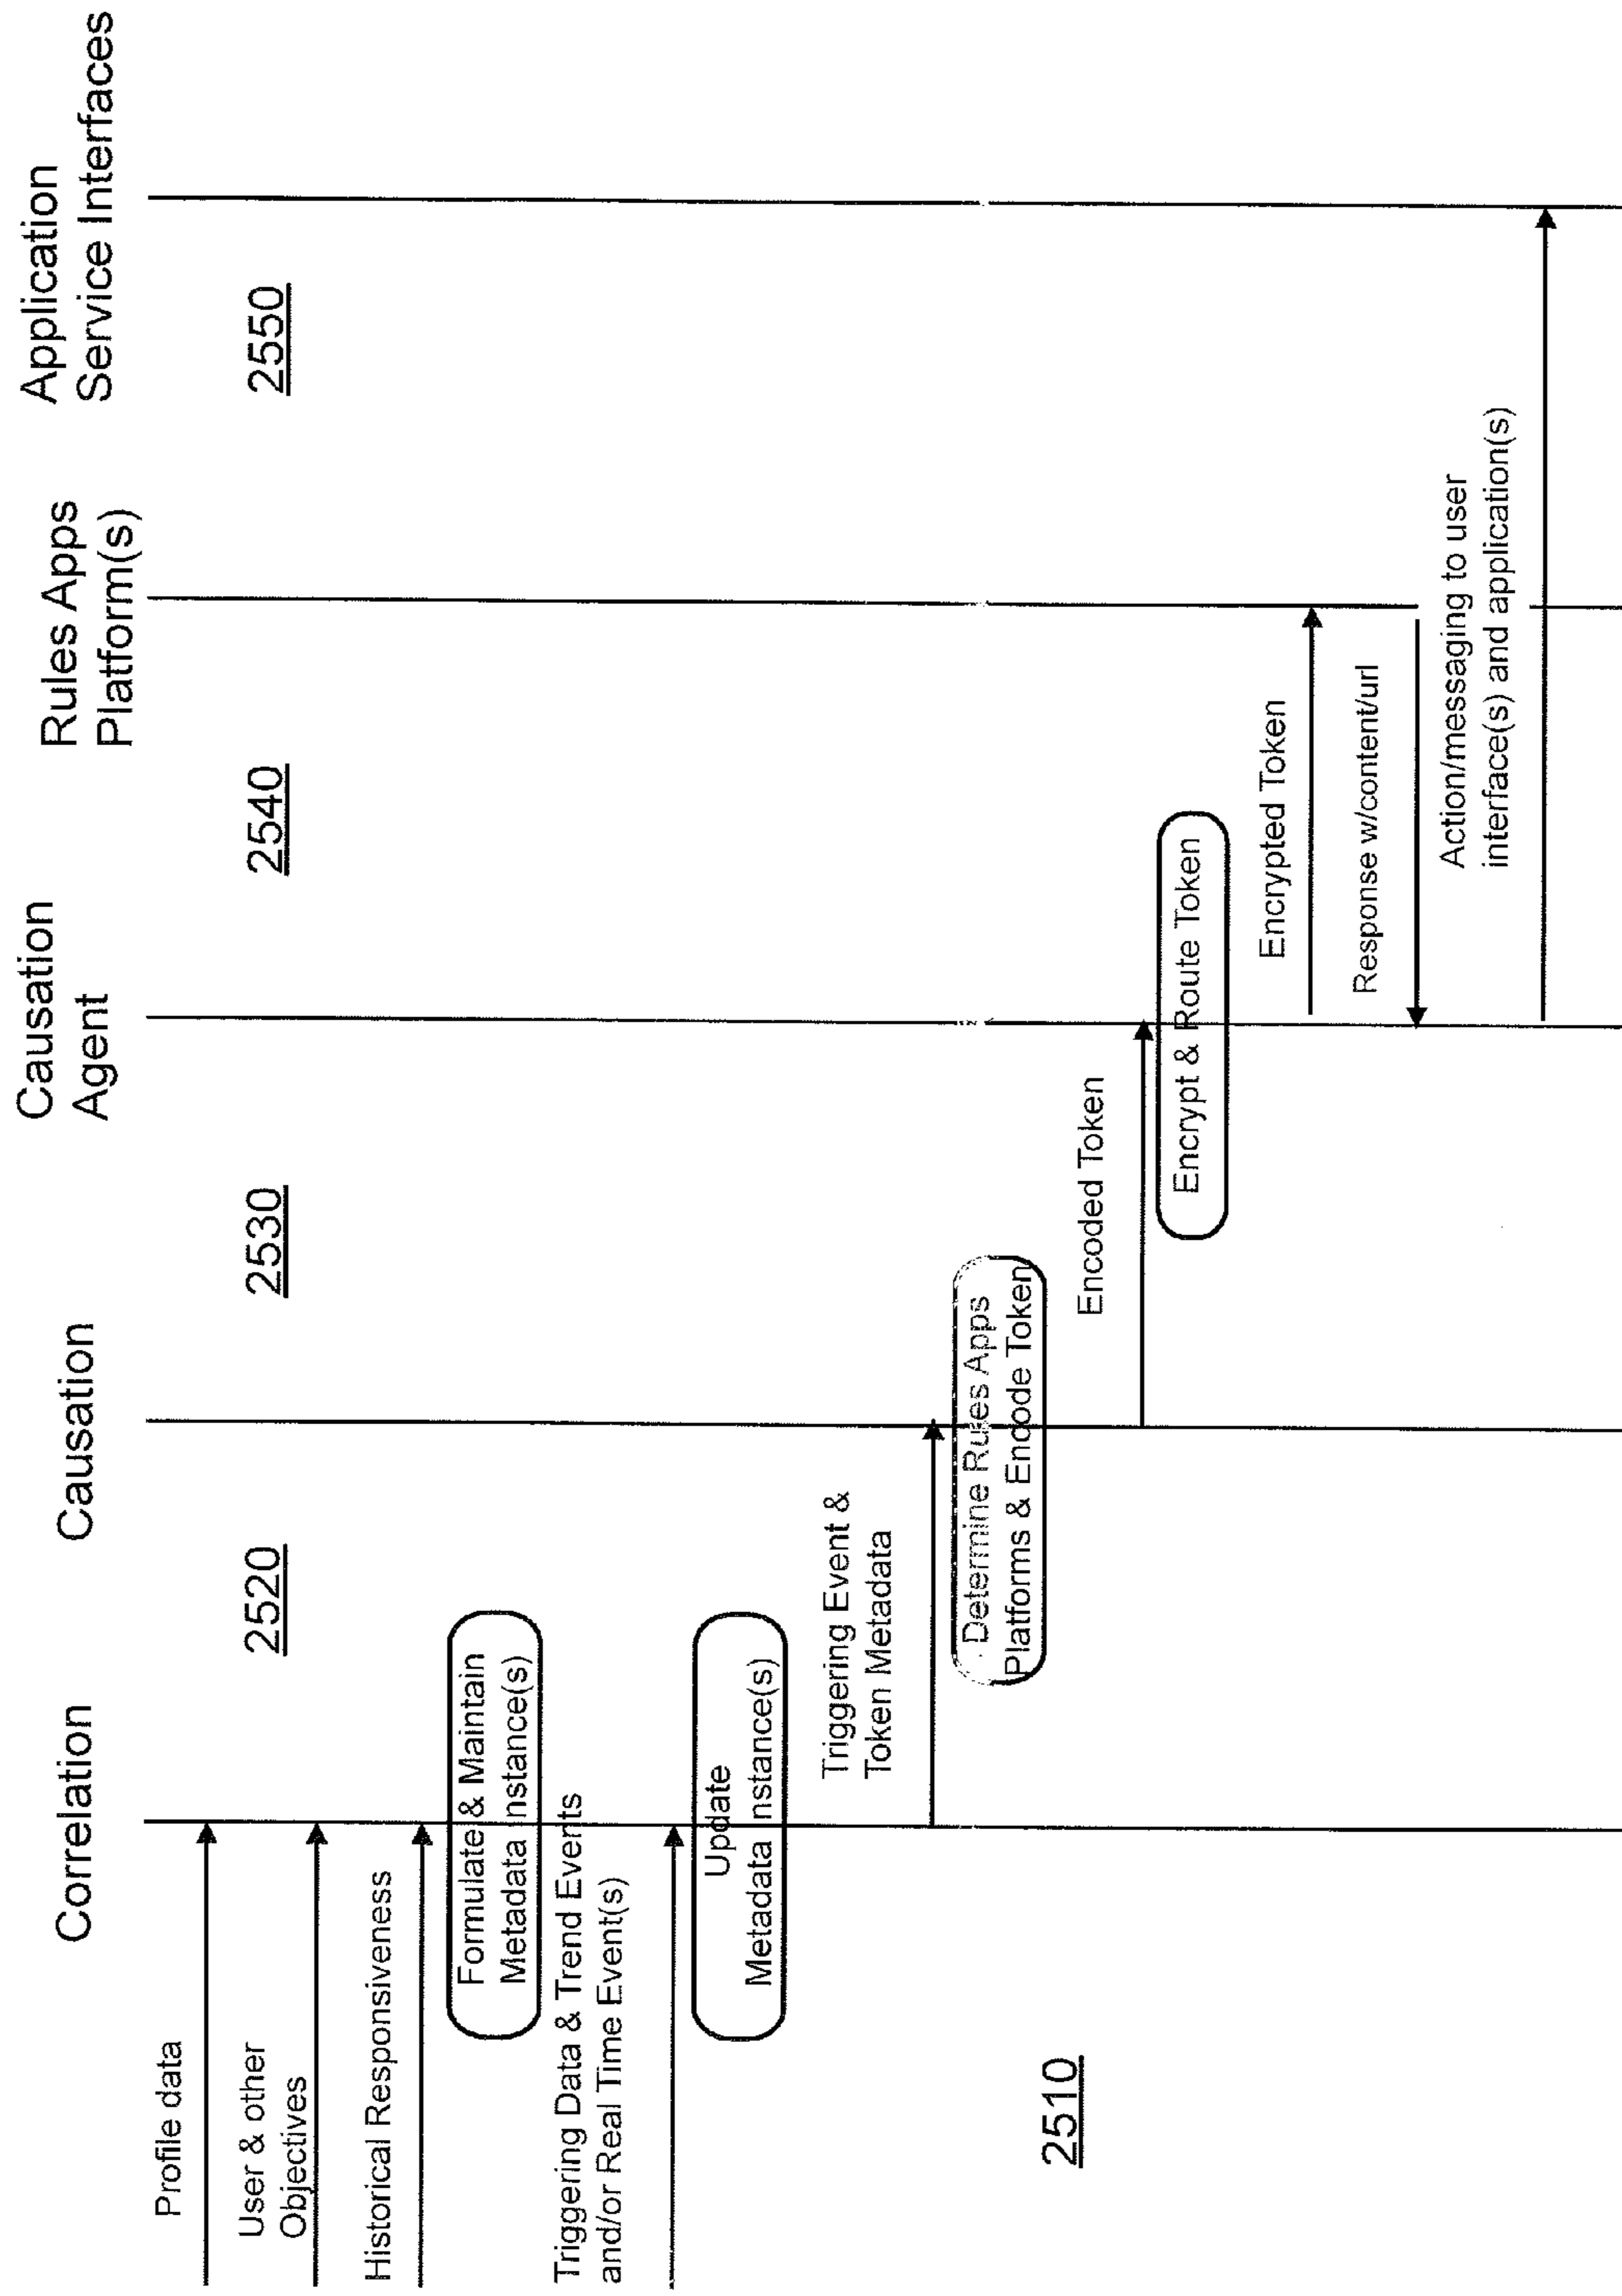 Correlation
Causation
Causation
Agent
Rules Apps
Platform(s)
Application
Service Interfaces
2520
2530
2540
2550
Profile data
User & other
Objectives
Historical Responsiveness
Formulate & Maintain
Metadata Instance(s)
Triggering Data & Trend Events
and/or Real Time Event(s)
Update
Metadata Instance(s)
Triggering Event &
Token Metadata
Determine Rules Apps
Platforms & Encode Token
2510
Encoded Token
Encrypt & Route Token
Encrypted Token
Response w/content/url
Action/messaging to user
interface(s) and application(s)